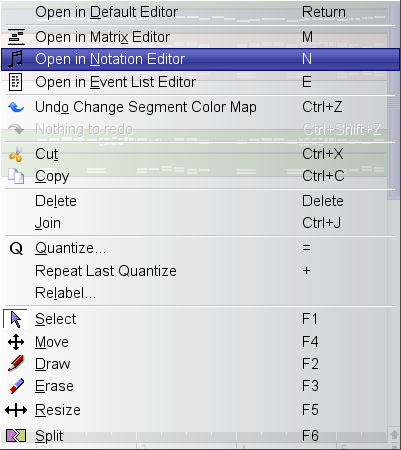 Open in Default Editor Return
Open in Matrix Editor M
Open in Notation Editor N
Open in Event List Editor E
Undo Change Segment Color Map Ctrl+Z
Nothing to redo Ctrl+Shift+Z
Cut Ctrl+X
Copy Ctrl+C
Delete Delete
Join Ctrl+J
Q Quantize... =
Repeat Last Quantize +
Relabel...
Select F1
Move F4
Draw F2
Erase F3
Resize F5
Split F6